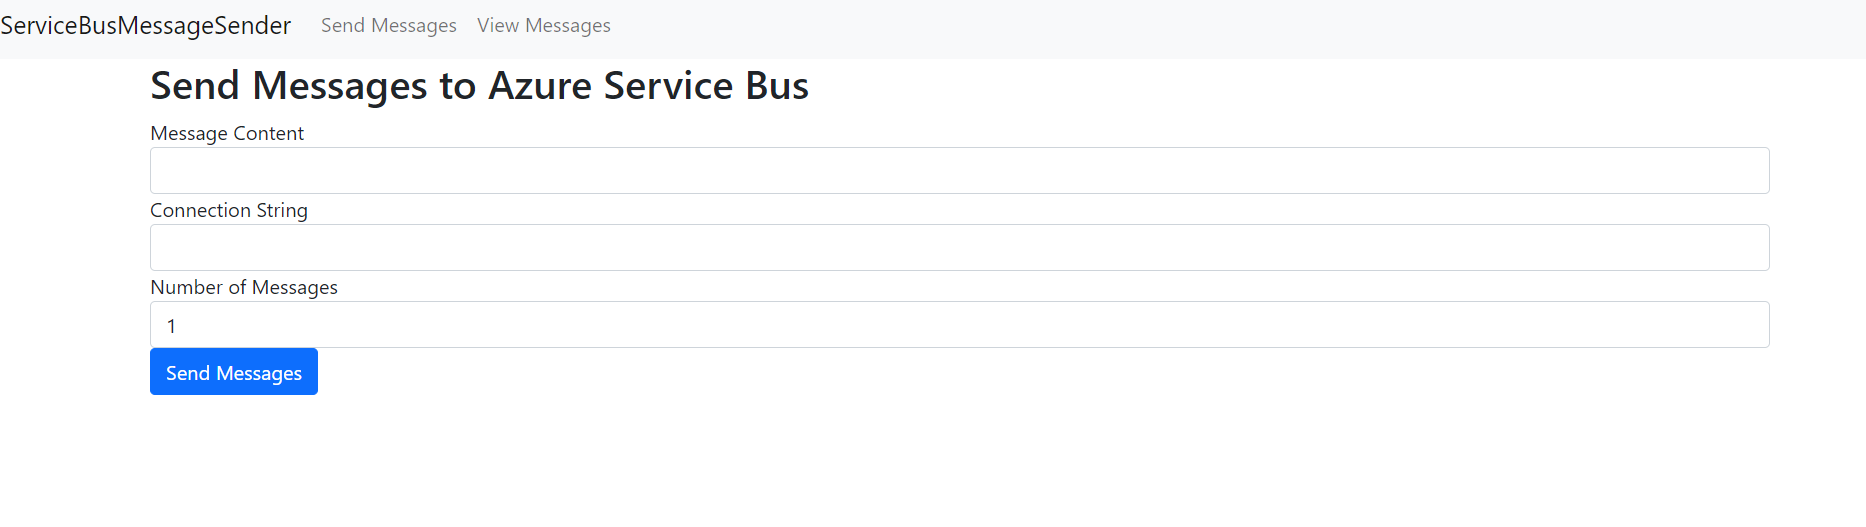 ServiceBusMessageSender Send Messages View Messages
Send Messages to Azure Service Bus
Message Content
Connection String
Number of Messages
1
Send Messages